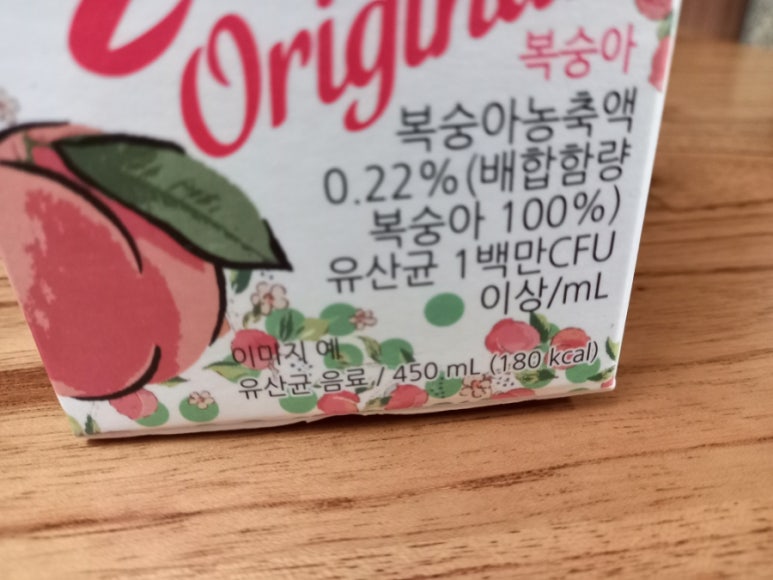 Original
복숭아
복숭아농축액
0.22%(배합함량
복숭아 100%)
유산균 1백만CFU
이상/mL
이미지 예
유산균 음료 / 450 mL (180 kcal)